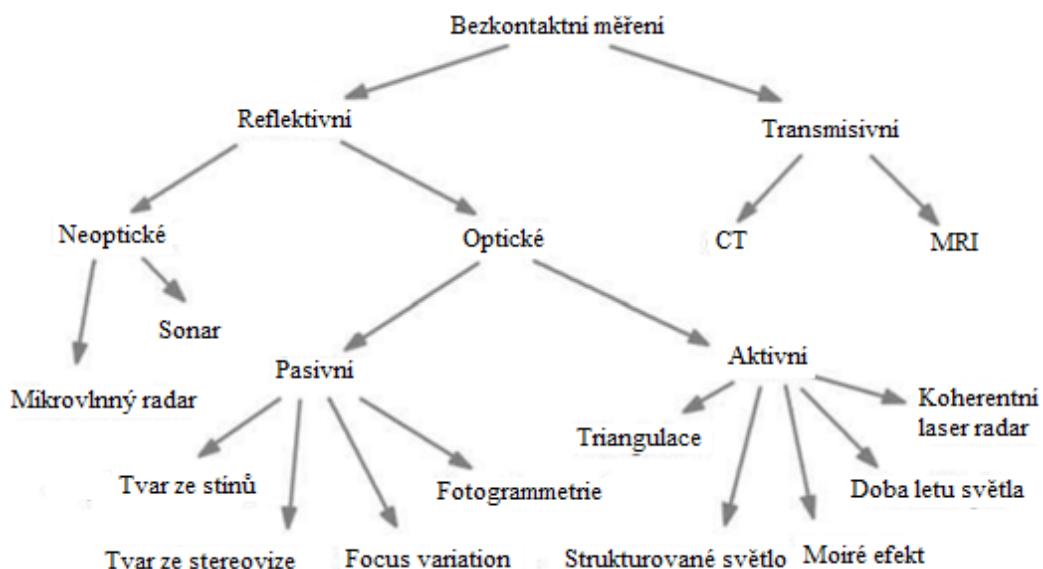 Bezkontaktní měření
Reflektivní
Transmisivní
Neoptické
Optické
CT
MRI
Sonar
Mikrovlnný radar
Pasivní
Aktivní
Triangulace
Koherentní
laser radar
Tvar ze stínů
Fotogrammetrie
Doba letu světla
Tvar ze stereovize
Focus variation
Strukturované světlo
Moiré efekt